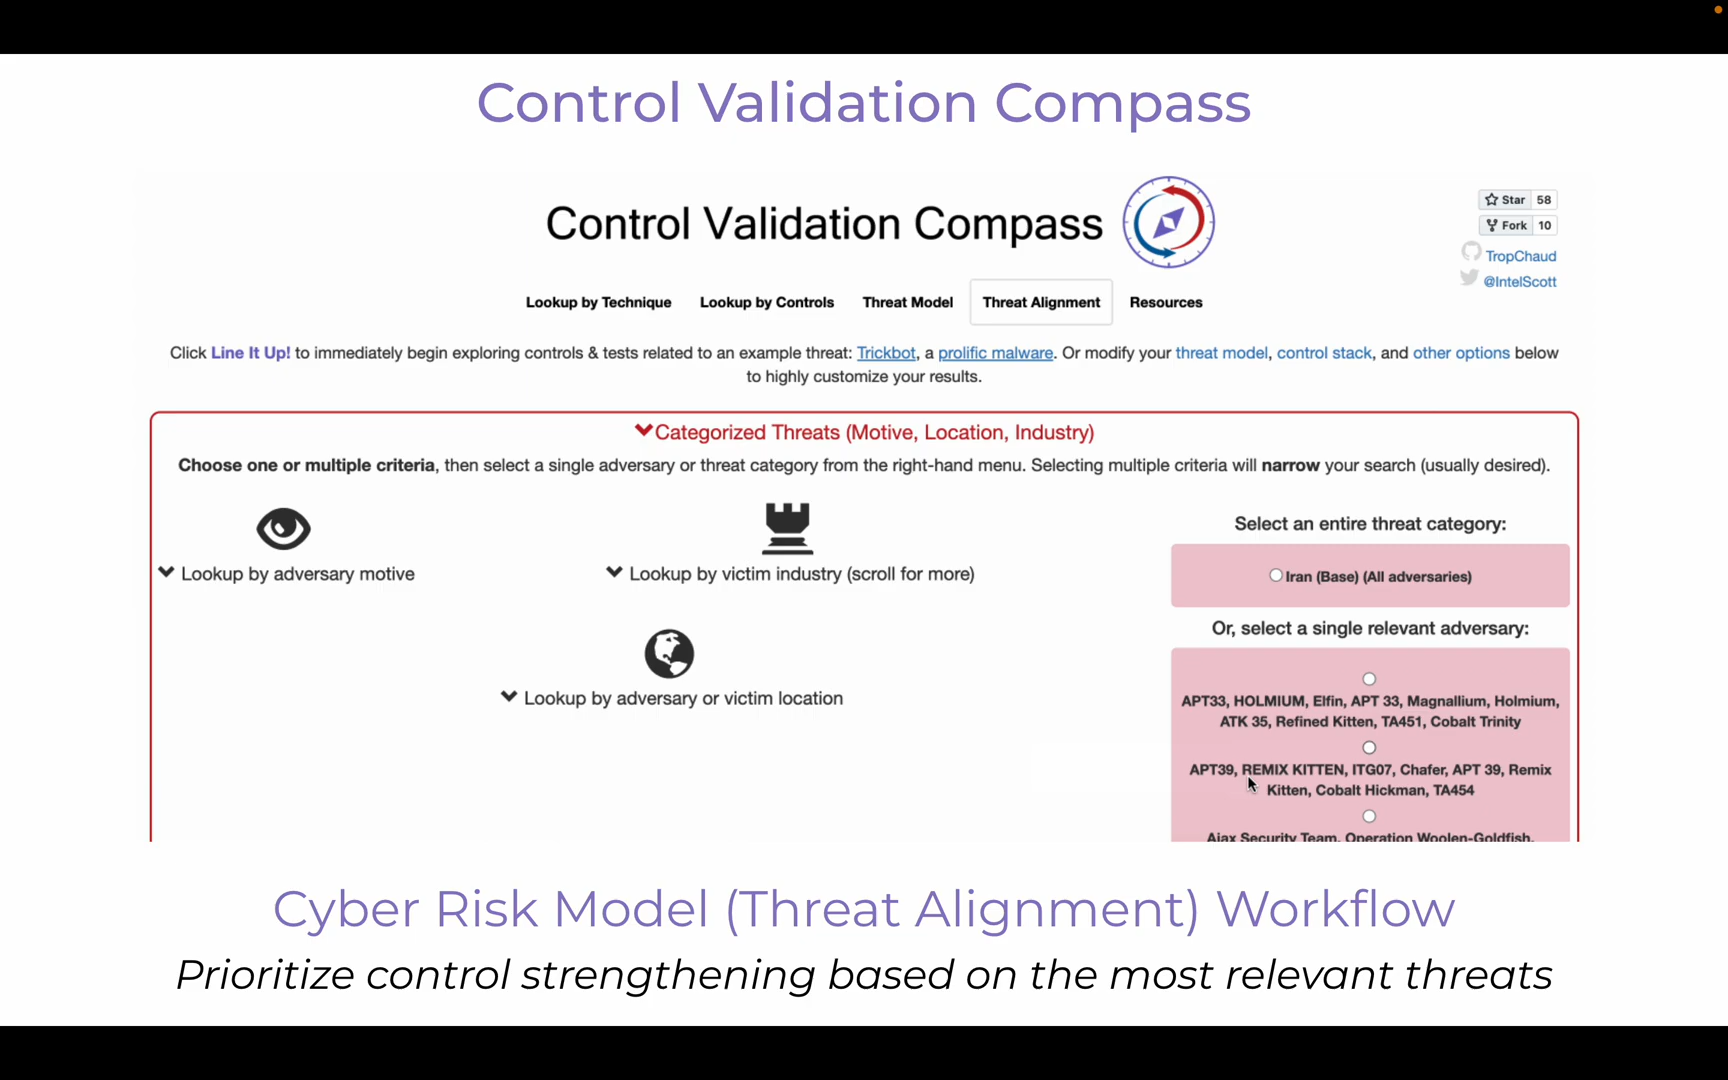 Control Validation Compass
Control Validation Compass
Star 58
Fork 10
TropChaud
@IntelScott
Lookup by Technique Lookup by Controls Threat Model Threat Alignment Resources
Click Line It Up! to immediately begin exploring controls & tests related to an example threat: Trickbot, a prolific malware. Or modify your threat model, control stack, and other options below
to highly customize your results.
Categorized Threats (Motive, Location, Industry)
Choose one or multiple criteria, then select a single adversary or threat category from the right-hand menu. Selecting multiple criteria will narrow your search (usually desired).
Lookup by adversary motive
Lookup by victim industry (scroll for more)
Lookup by adversary or victim location
Select an entire threat category:
Iran (Base) (All adversaries)
Or, select a single relevant adversary:
APT33, HOLMIUM, Elfin, APT 33, Magnallium, Holmium,
ATK 35, Refined Kitten, TA451, Cobalt Trinity
APT39, REMIX KITTEN, ITG07, Chafer, APT 39, Remix
Kitten, Cobalt Hickman, TA454
Ajax Security Team, Operation Woolen-Goldfish,
Cyber Risk Model (Threat Alignment) Workflow
Prioritize control strengthening based on the most relevant threats